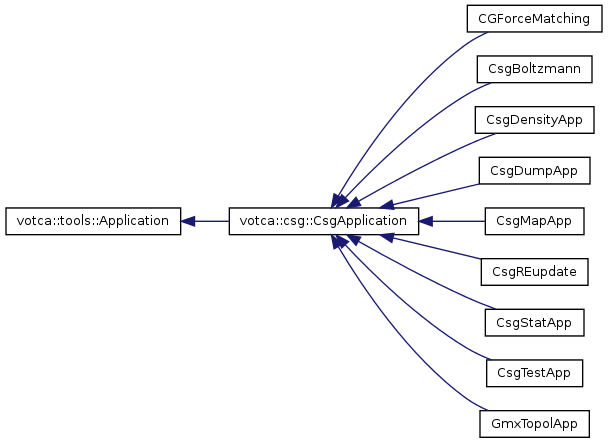 CGForceMatching
CsgBoltzmann
CsgDensityApp
CsgDumpApp
votca::tools::Application
votca::csg::CsgApplication
CsgMapApp
CsgREupdate
CsgStatApp
CsgTestApp
GmxTopolApp